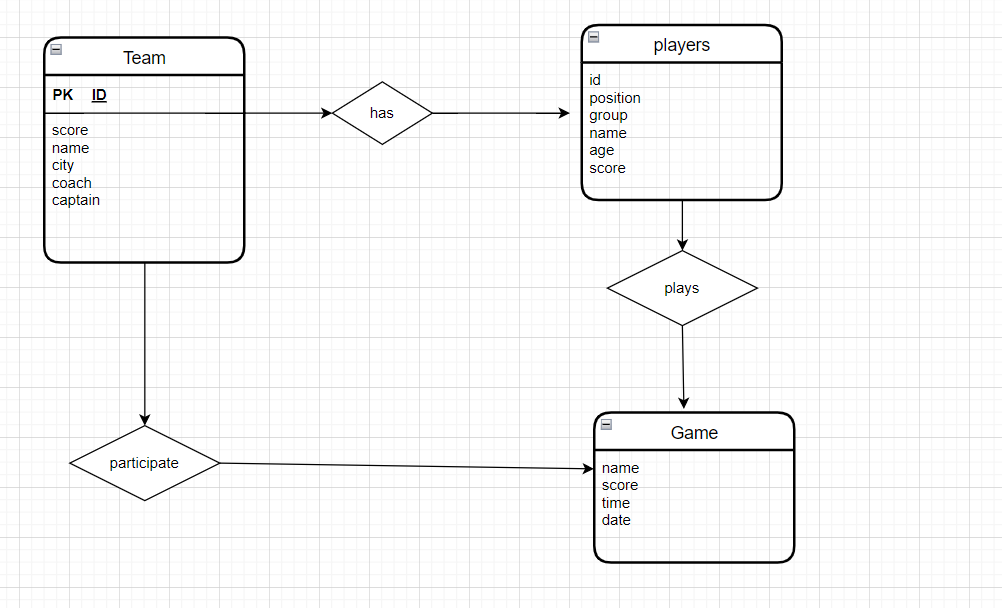 Team
PK ID
score
name
city
coach
captain
has
players
id
position
group
name
age
score
plays
participate
Game
name
score
time
date